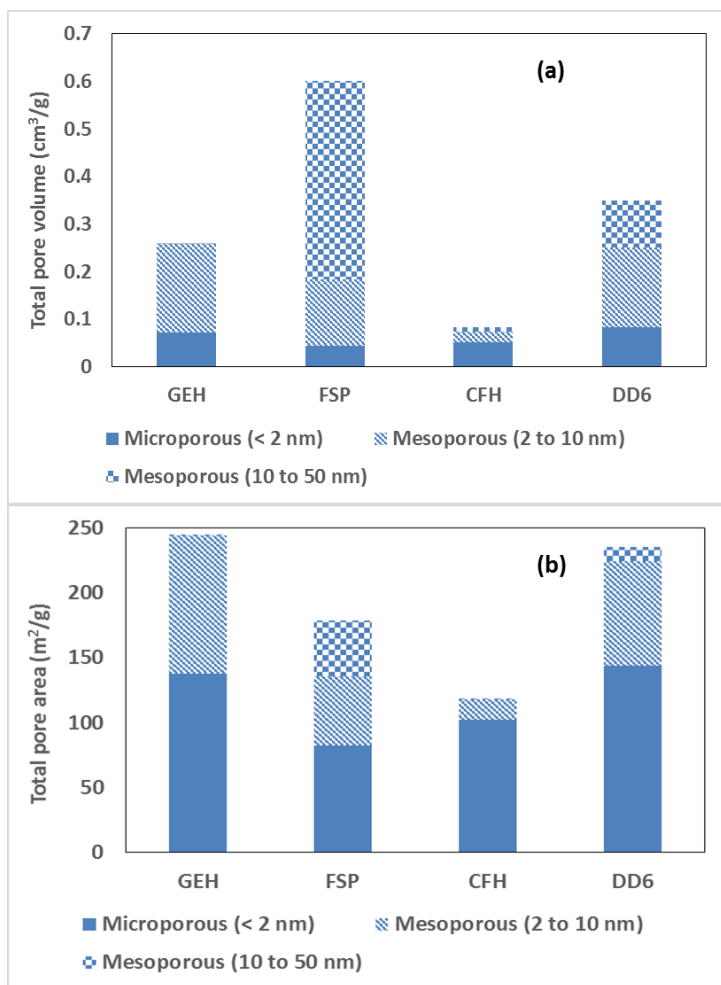 (a)
Total pore volume (cm³/g)
0.7
0.6
0.5
0.4
0.3
0.2
0.1
0
GEH FSP CFH DD6
Microporous (< 2 nm) Mesoporous (2 to 10 nm)
Mesoporous (10 to 50 nm)
(b)
Total pore area (m²/g)
250
200
150
100
50
0
GEH FSP CFH DD6
Microporous (< 2 nm) Mesoporous (2 to 10 nm)
Mesoporous (10 to 50 nm)